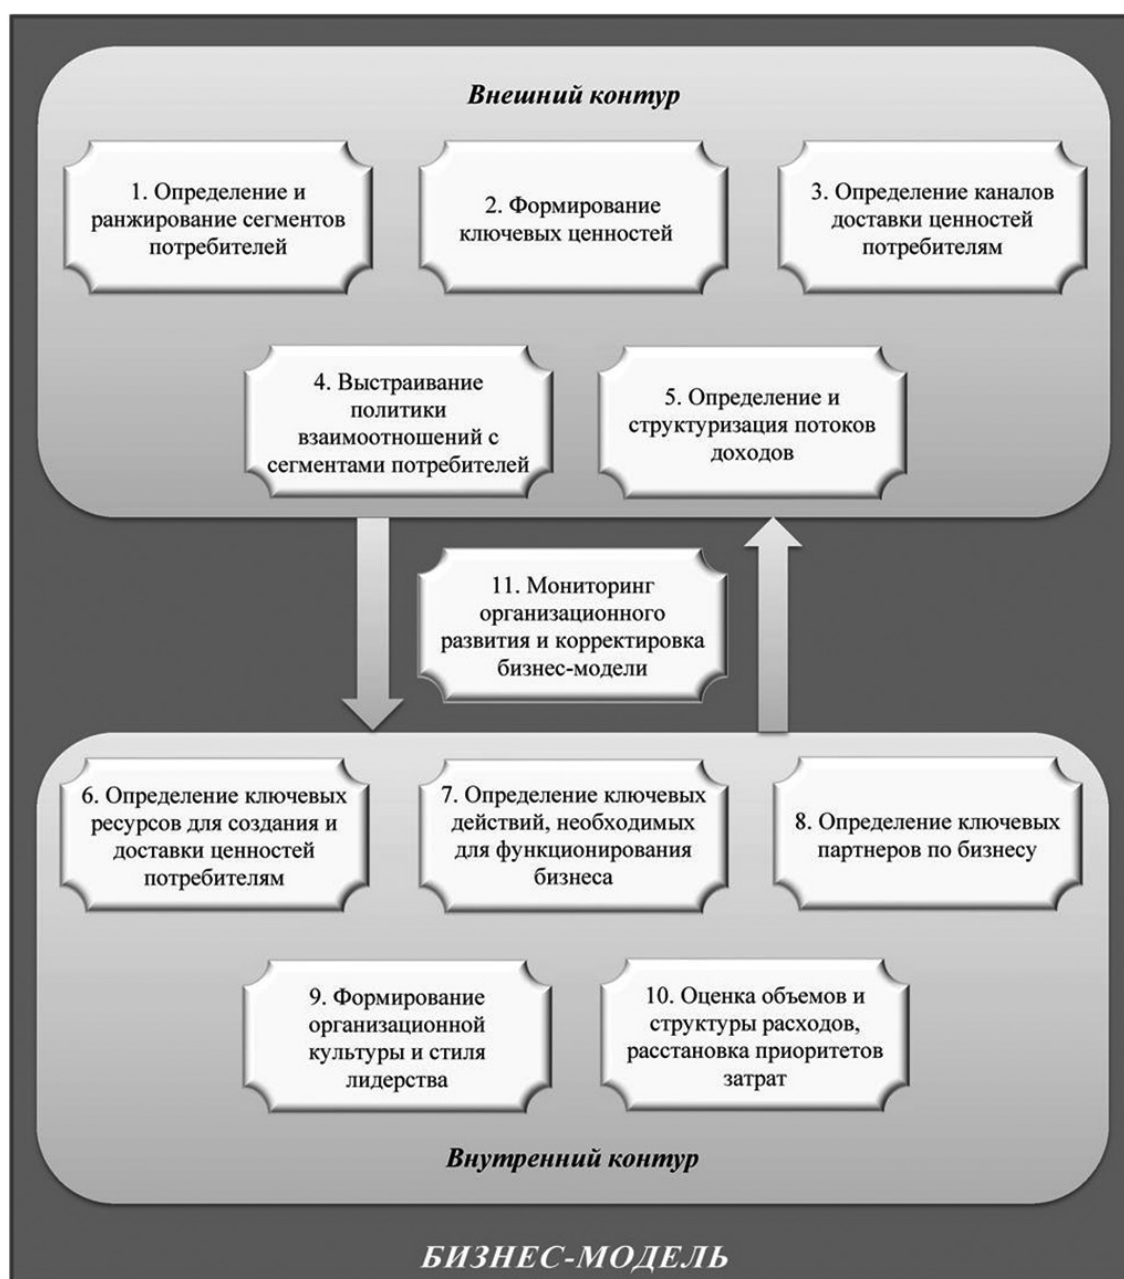 Внешний контур
1. Определение и
ранжирование сегментов
потребителей
2. Формирование
ключевых ценностей
3. Определение каналов
доставки ценностей
потребителям
4. Выстраивание
политики
взаимоотношений с
сегментами потребителей
5. Определение и
структуризация потоков
доходов
11. Мониторинг
организационного
развития и корректировка
бизнес-модели
6. Определение ключевых
ресурсов для создания и
доставки ценностей
потребителям
7. Определение ключевых
действий, необходимых
для функционирования
бизнеса
8. Определение ключевых
партнеров по бизнесу
9. Формирование
организационной
культуры и стиля
лидерства
10. Оценка объемов и
структуры расходов,
расстановка приоритетов
затрат
Внутренний контур
БИЗНЕС-МОДЕЛЬ